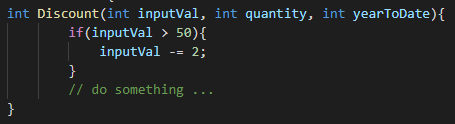 int Discount(int inputVal, int quantity, int yearToDate){
if(inputVal > 50){
inputVal -= 2;
}
// do something ...
}